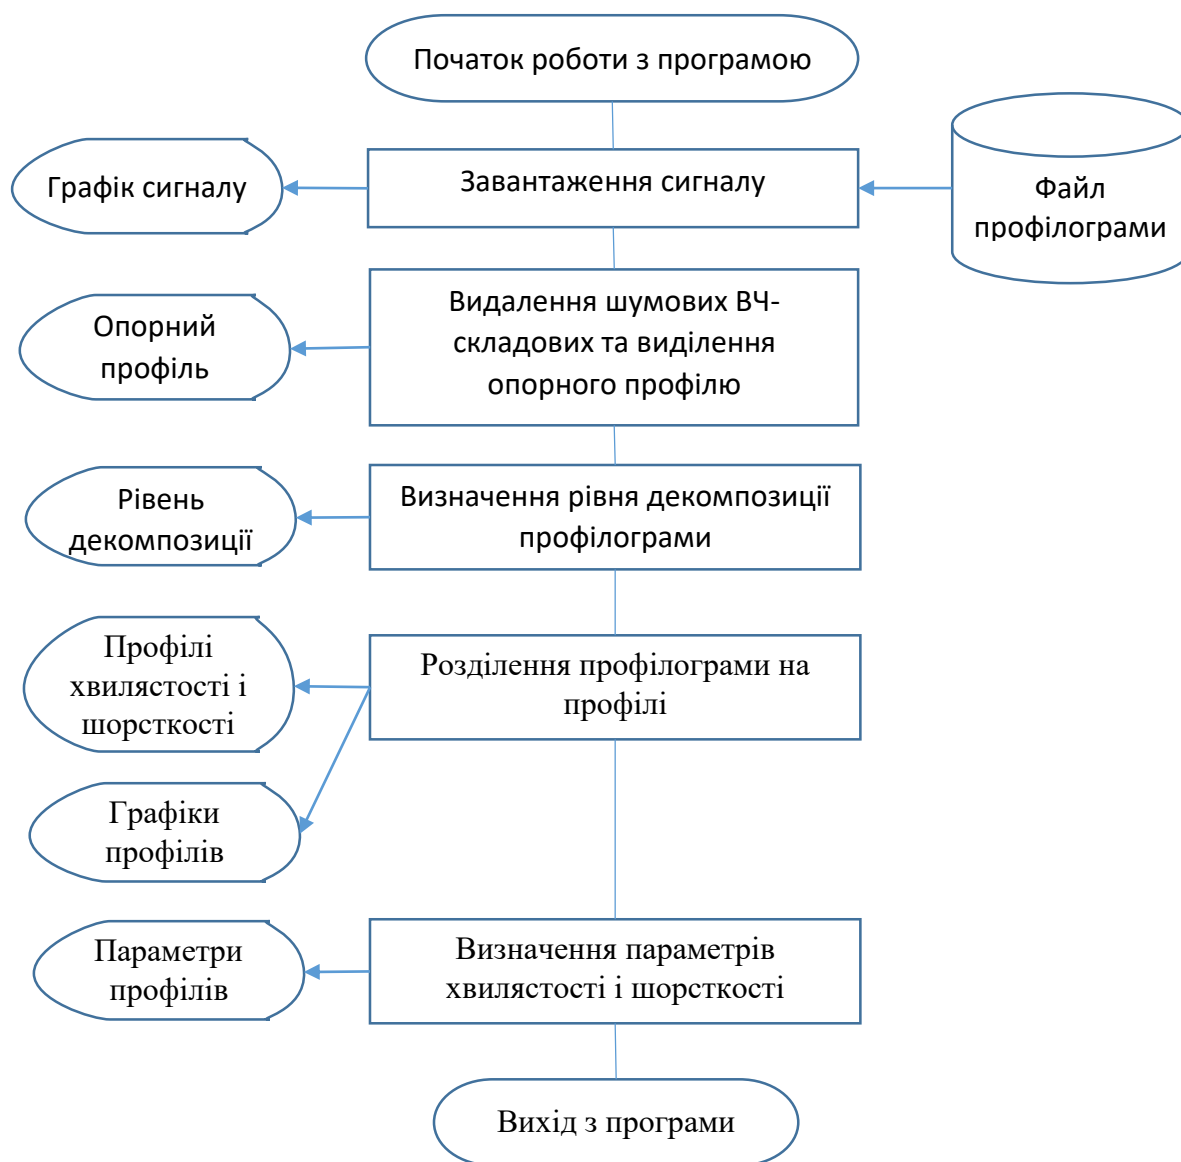 Початок роботи з програмою
Графік сигналу
Завантаження сигналу
Файл
профілограми
Опорний
профіль
Видалення шумових ВЧ-
складових та виділення
опорного профілю
Рівень
декомпозиції
Визначення рівня декомпозиції
профілограми
Профілі
хвилястості і
шорсткості
Розділення профілограми на
профілі
Графіки
профілів
Параметри
профілів
Визначення параметрів
хвилястості і шорсткості
Вихід з програми